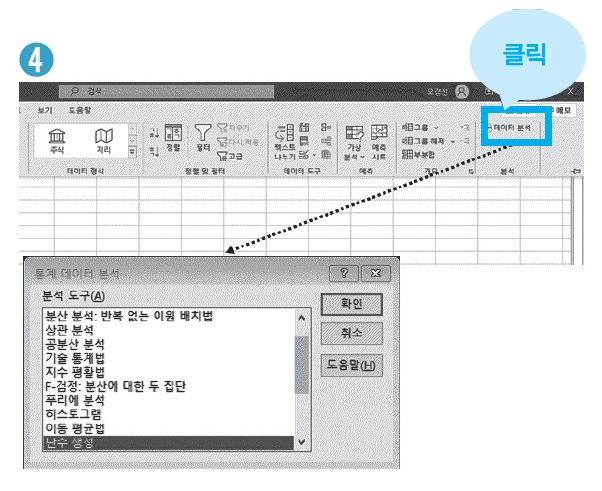 4
클릭
검색
오경선
보기 도움말
메모
주식 지리
정렬 필터
지우기
다시 적용
고급
텍스트 나누기
가상 분석 예측 시트
그룹
그룹 해제
부분합
데이터 분석
데이터 형식 정렬 및 필터 데이터 도구 예측 개요 분석
통계 데이터 분석
분석 도구(A)
분산 분석: 반복 없는 이원 배치법
상관 분석
공분산 분석
기술 통계법
지수 평활법
F-검정: 분산에 대한 두 집단
푸리에 분석
히스토그램
이동 평균법
난수 생성
확인
취소
도움말(H)